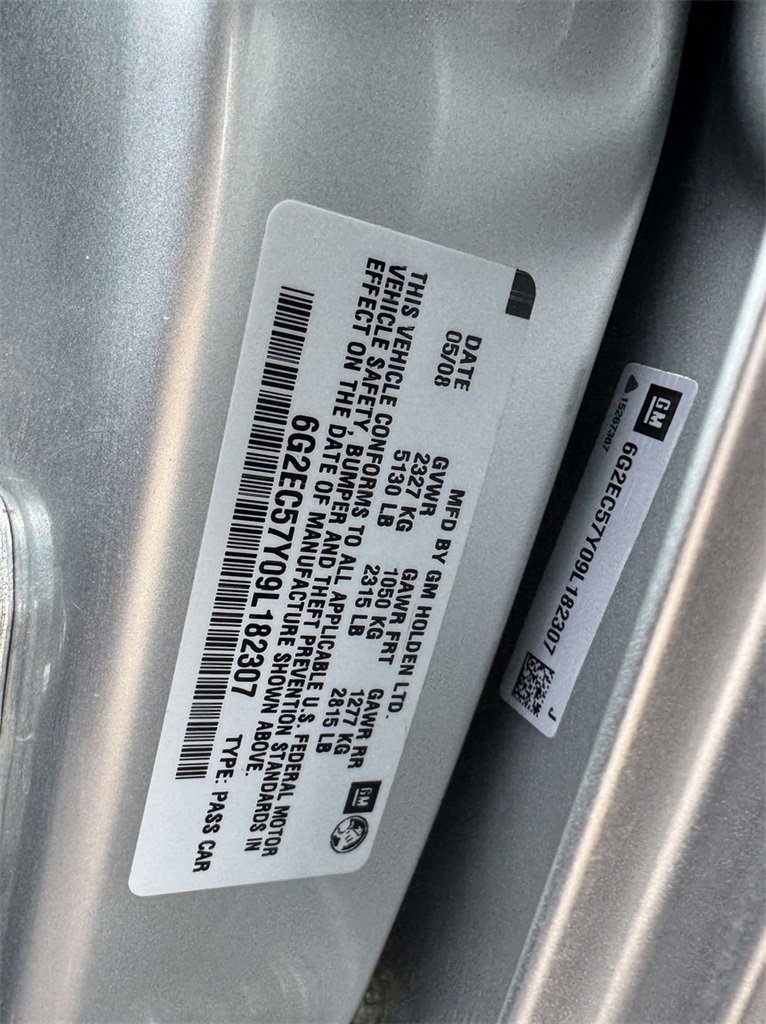 MFD BY GM HOLDEN LTD.
DATE GVWR GAWR FRT GAWR RR
05/08 2327 KG 1050 KG 1277 KG
5130 LB 2315 LB 2815 LB
THIS VEHICLE CONFORMS TO ALL APPLICABLE U.S. FEDERAL MOTOR
VEHICLE SAFETY, BUMPER AND THEFT PREVENTION STANDARDS IN
EFFECT ON THE DATE OF MANUFACTURE SHOWN ABOVE.
6G2EC57Y09L182307 TYPE: PASS CAR
GM
GM
15267307
6G2EC57Y09L182307
J